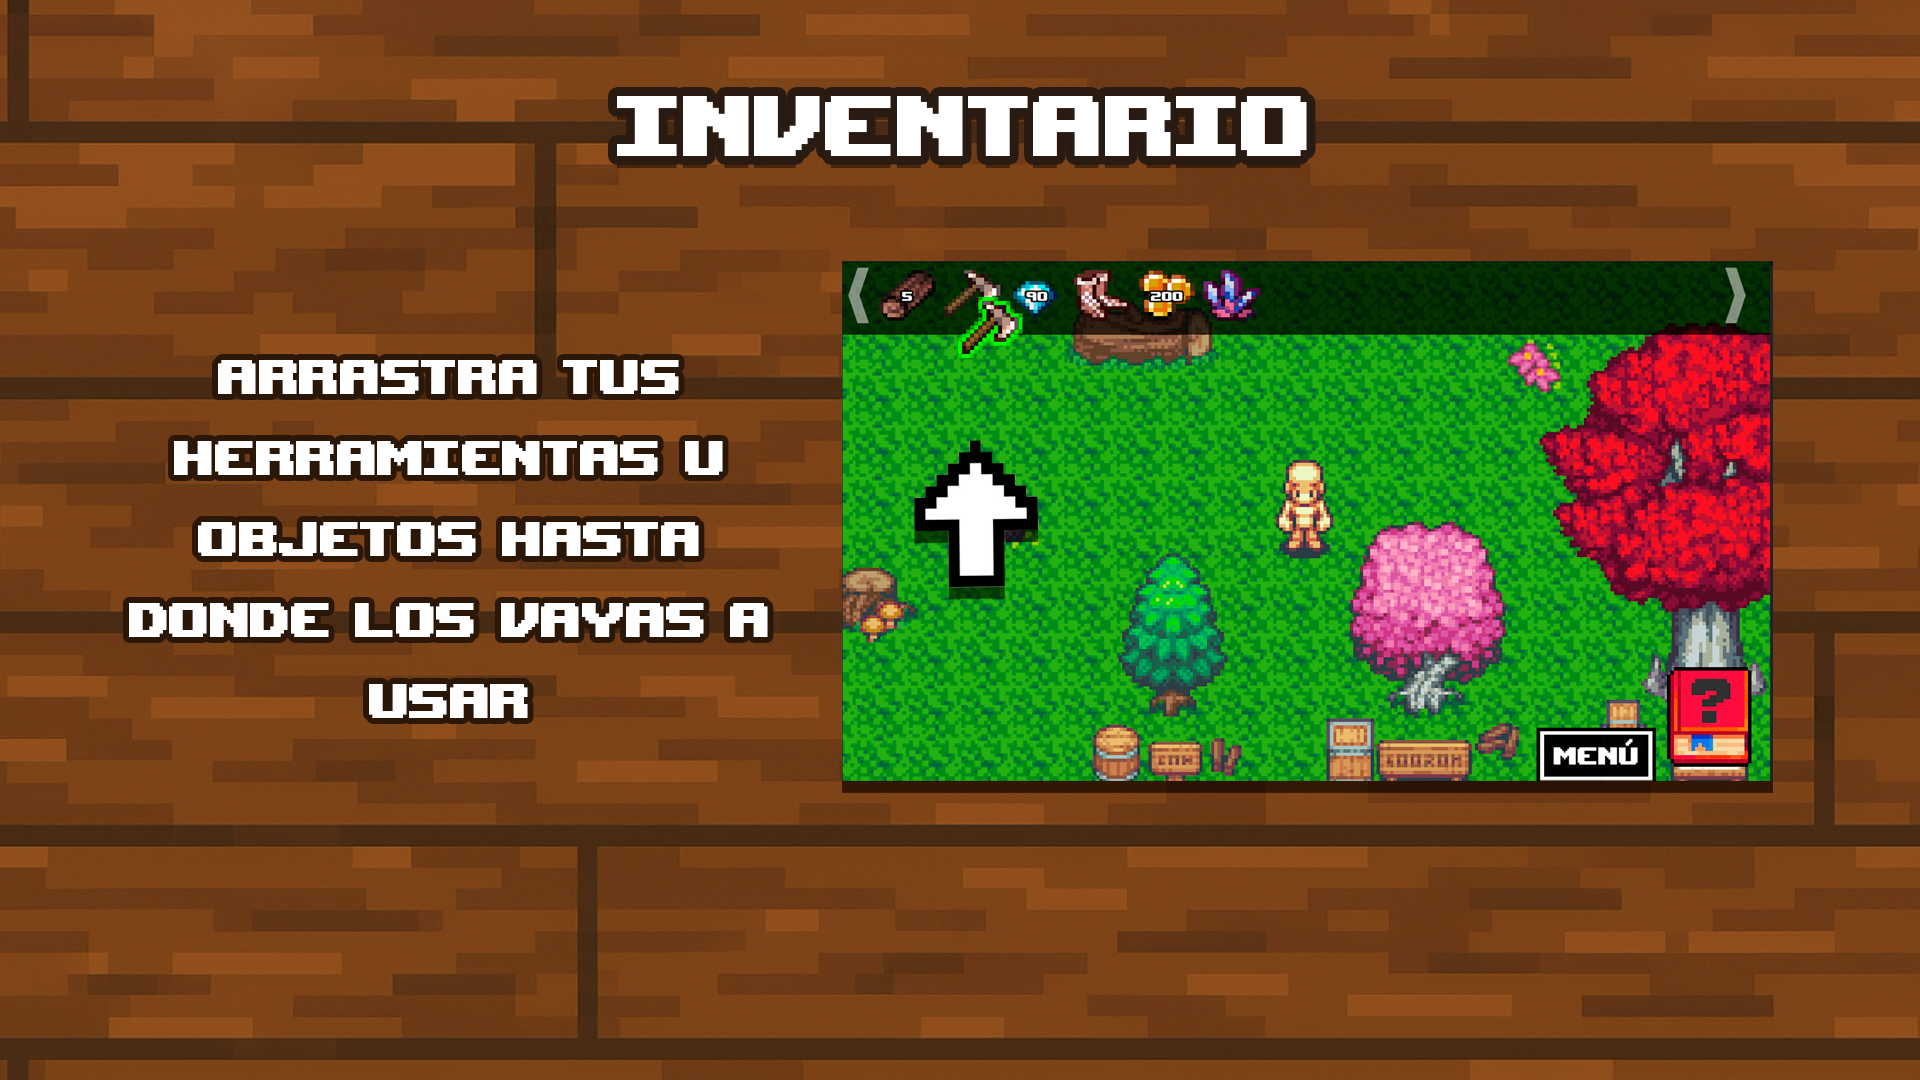 INVENTARIO
ARRASTRA TUS
HERRAMIENTAS U
OBJETOS HASTA
DONDE LOS VAYAS A
USAR
5
90
200
?
MENÚ